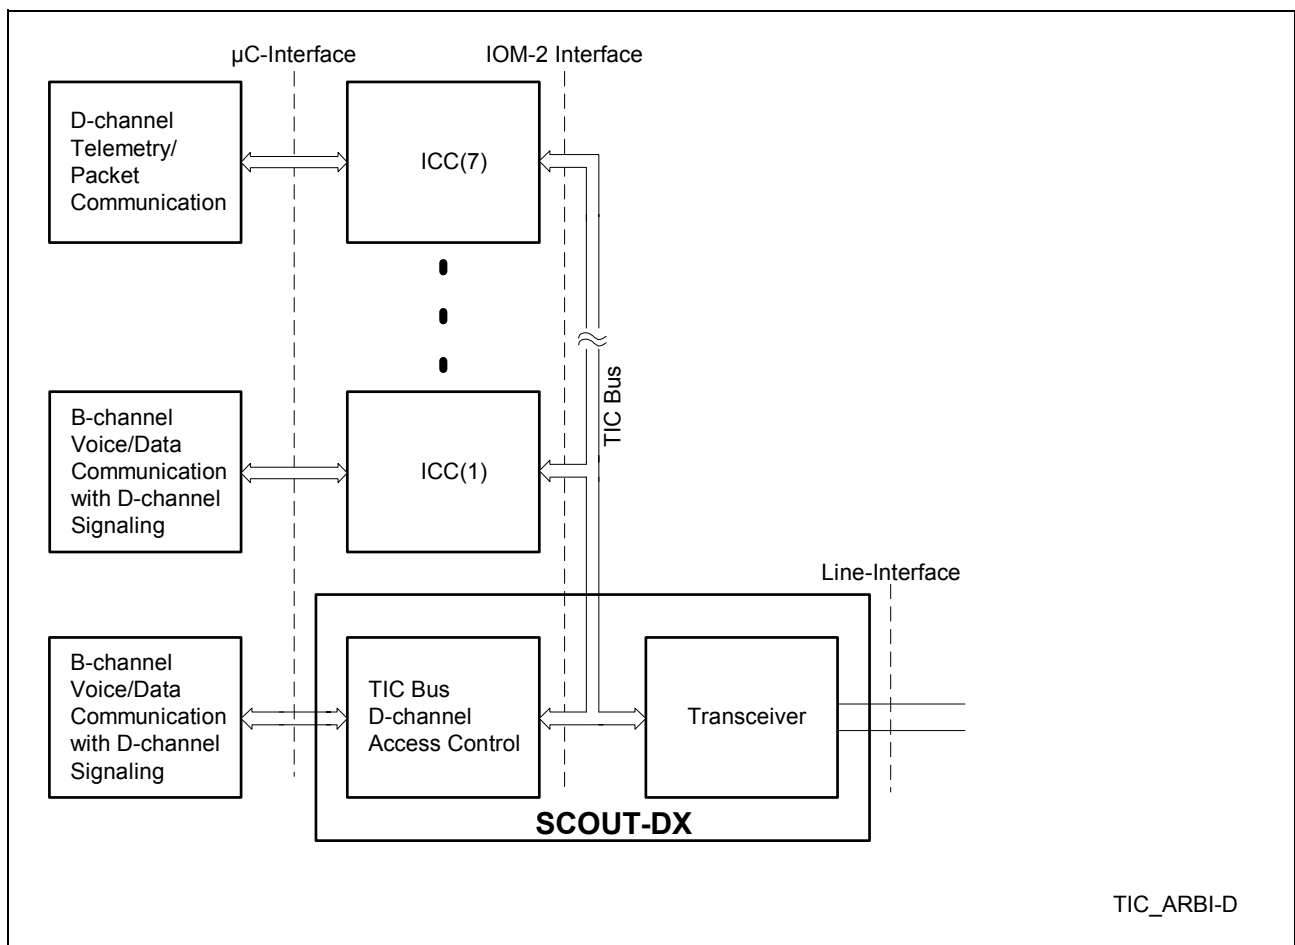 µC-Interface
IOM-2 Interface
D-channel
Telemetry/
Packet
Communication
ICC(7)
TIC Bus
B-channel
Voice/Data
Communication
with D-channel
Signaling
ICC(1)
Line-Interface
B-channel
Voice/Data
Communication
with D-channel
Signaling
TIC Bus
D-channel
Access Control
Transceiver
SCOUT-DX
TIC_ARBI-D